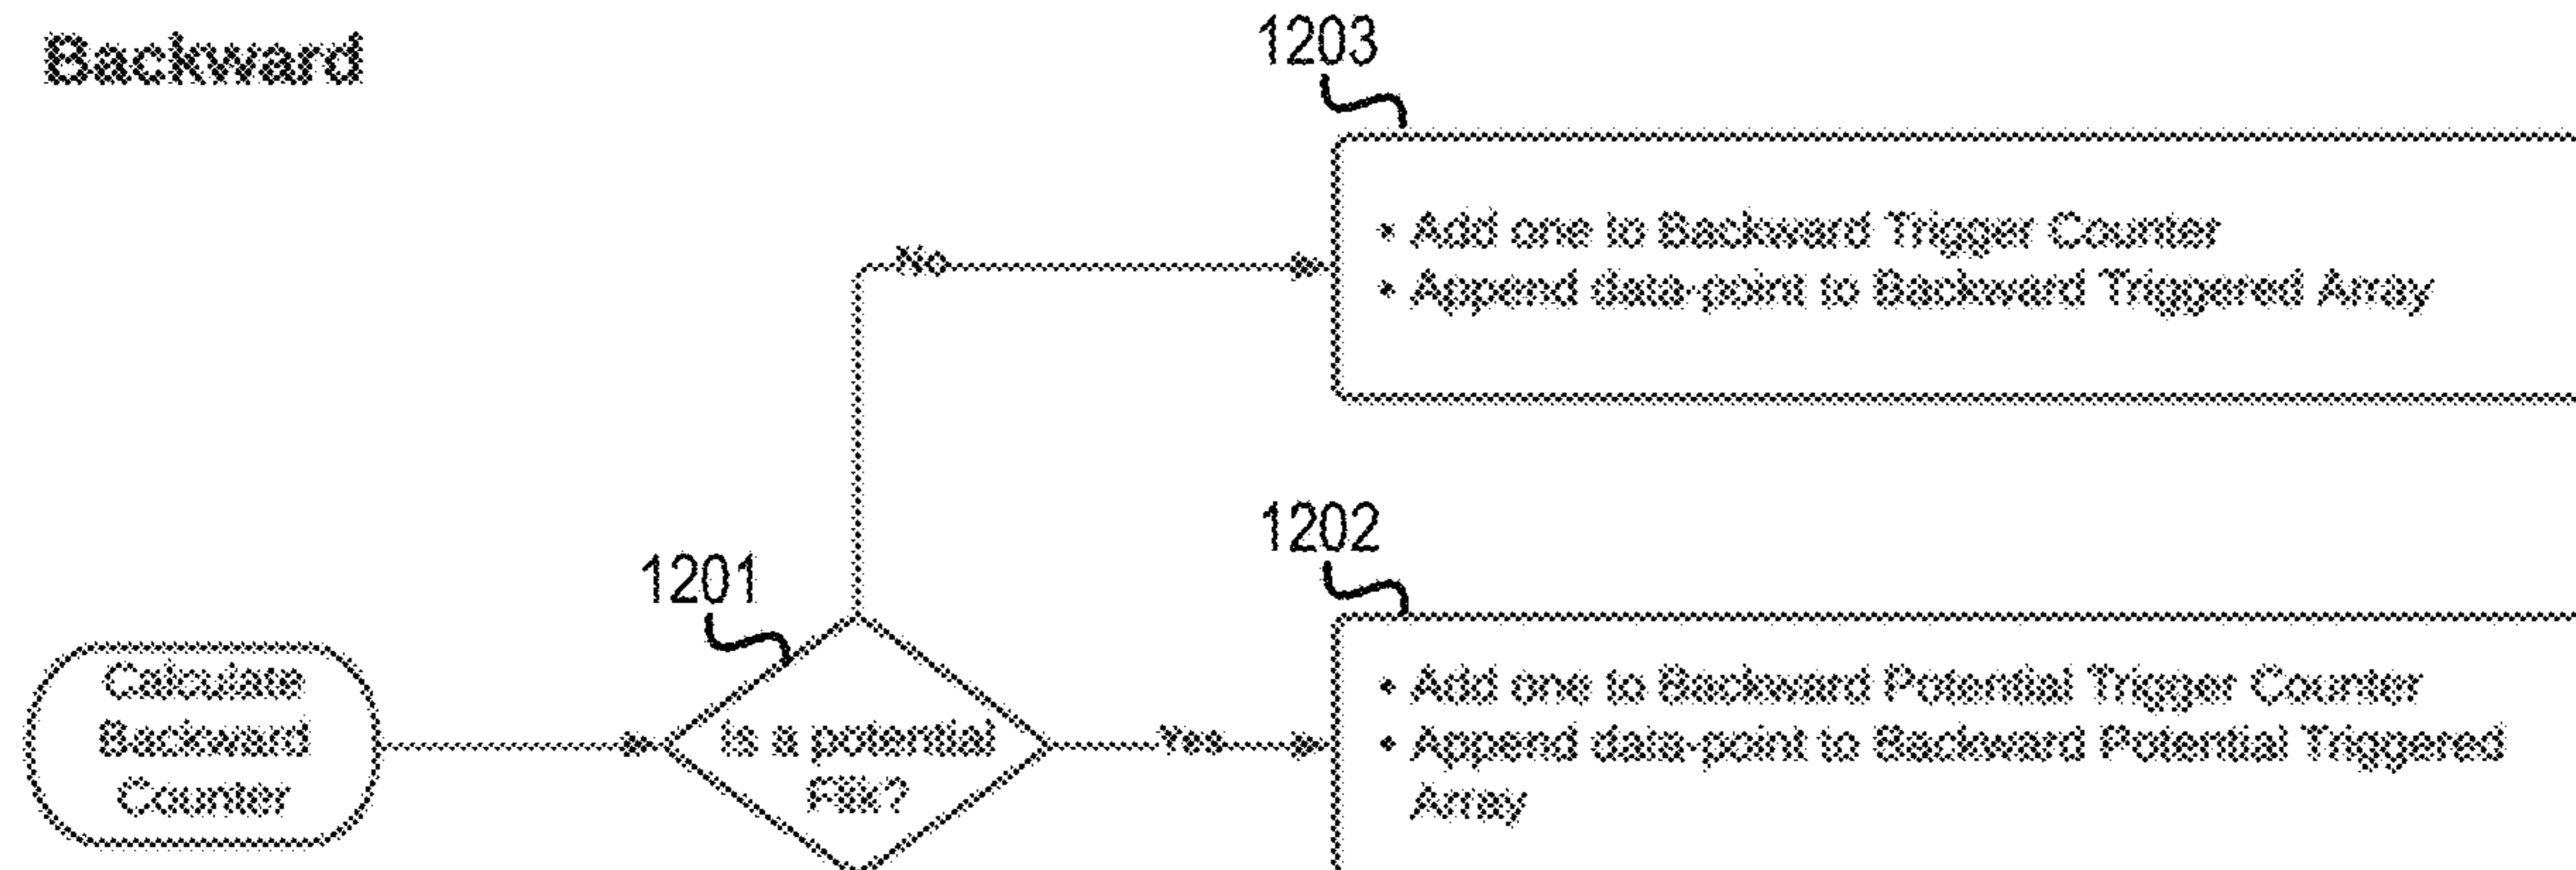 Backward
1203
• Add one to Backward Trigger Counter
• Append data-point to Backward Triggered Array
No
1202
1201
Calculate
Backward
Counter
is a potential
Flik?
Yes
• Add one to Backward Potential Trigger Counter
• Append data-point to Backward Potential Triggered
Array